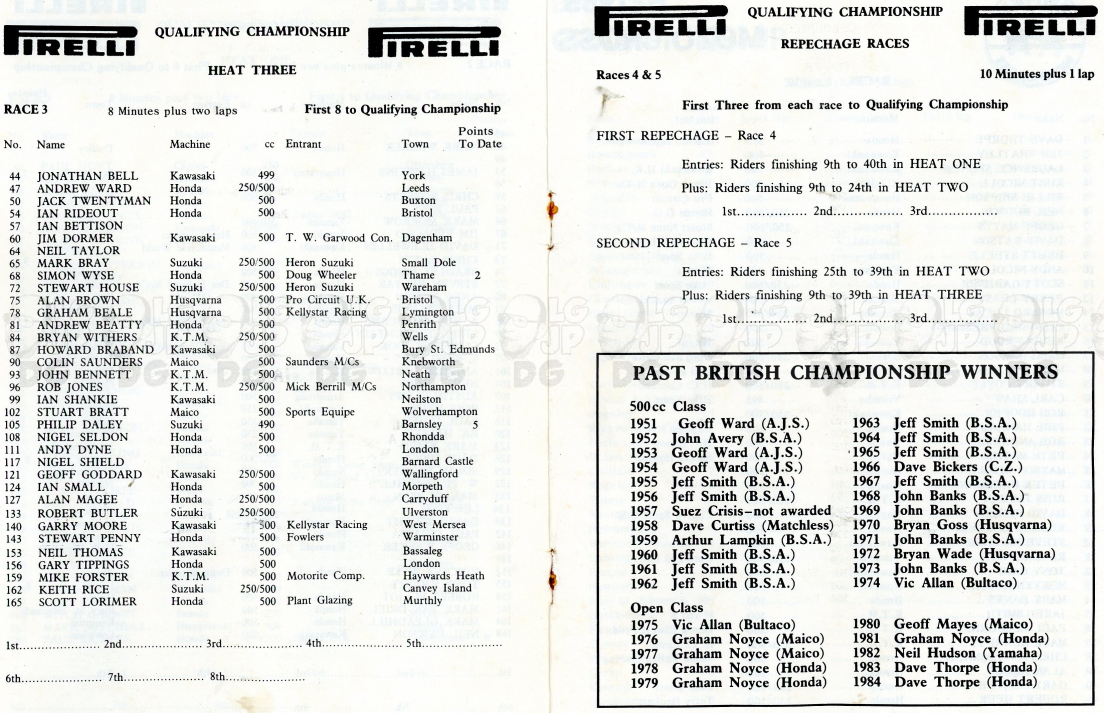 PIRELLI
QUALIFYING CHAMPIONSHIP
PIRELLI
HEAT THREE
RACE 3 8 Minutes plus two laps First 8 to Qualifying Championship
No. Name Machine cc Entrant Town Points To Date
44 JONATHAN BELL Kawasaki 499 York
47 ANDREW WARD Honda 250/500 Leeds
50 JACK TWENTYMAN Honda 500 Buxton
54 IAN RIDEOUT Honda 500 Bristol
57 IAN BETTISON
60 JIM DORMER Kawasaki 500 T. W. Garwood Con. Dagenham
64 NEIL TAYLOR
65 MARK BRAY Suzuki 250/500 Heron Suzuki Small Dole
68 SIMON WYSE Honda 500 Doug Wheeler Thame 2
72 STEWART HOUSE Suzuki 250/500 Heron Suzuki Wareham
75 ALAN BROWN Husqvarna 500 Pro Circuit U.K. Bristol
78 GRAHAM BEALE Husqvarna 500 Kellystar Racing Lymington
81 ANDREW BEATTY Honda 500 Penrith
84 BRYAN WITHERS K.T.M. 250/500 Wells
87 HOWARD BRABAND Kawasaki 500 Bury St. Edmunds
90 COLIN SAUNDERS Maico 500 Saunders M/Cs Knebworth
93 JOHN BENNETT K.T.M. 500 Neath
96 ROB JONES K.T.M. 250/500 Mick Berrill M/Cs Northampton
99 IAN SHANKIE Kawasaki 500 Neilston
102 STUART BRATT Maico 500 Sports Equipe Wolverhampton
105 PHILIP DALEY Suzuki 490 Barnsley 5
108 NIGEL SELDON Honda 500 Rhondda
111 ANDY DYNE Honda 500 London
117 NIGEL SHIELD Barnard Castle
121 GEOFF GODDARD Kawasaki 250/500 Wallingford
124 IAN SMALL Honda 500 Morpeth
127 ALAN MAGEE Honda 250/500 Carryduff
133 ROBERT BUTLER Suzuki 250/500 Ulverston
140 GARRY MOORE Kawasaki 500 Kellystar Racing West Mersea
143 STEWART PENNY Honda 500 Fowlers Warminster
153 NEIL THOMAS Kawasaki 500 Bassaleg
156 GARY TIPPINGS Honda 500 London
159 MIKE FORSTER K.T.M. 500 Motorite Comp. Haywards Heath
162 KEITH RICE Suzuki 250/500 Canvey Island
165 SCOTT LORIMER Honda 500 Plant Glazing Murthly
1st.................... 2nd.................... 3rd.................... 4th.................... 5th....................
6th.................... 7th.................... 8th....................
PIRELLI
QUALIFYING CHAMPIONSHIP
PIRELLI
REPECHAGE RACES
Races 4 & 5 10 Minutes plus 1 lap
First Three from each race to Qualifying Championship
FIRST REPECHAGE – Race 4
Entries: Riders finishing 9th to 40th in HEAT ONE
Plus: Riders finishing 9th to 24th in HEAT TWO
1st................ 2nd................ 3rd................
SECOND REPECHAGE – Race 5
Entries: Riders finishing 25th to 39th in HEAT TWO
Plus: Riders finishing 9th to 39th in HEAT THREE
1st................ 2nd................ 3rd................
PAST BRITISH CHAMPIONSHIP WINNERS
500cc Class
1951 Geoff Ward (A.J.S.)
1952 John Avery (B.S.A.)
1953 Geoff Ward (A.J.S.)
1954 Geoff Ward (A.J.S.)
1955 Jeff Smith (B.S.A.)
1956 Jeff Smith (B.S.A.)
1957 Suez Crisis–not awarded
1958 Dave Curtiss (Matchless)
1959 Arthur Lampkin (B.S.A.)
1960 Jeff Smith (B.S.A.)
1961 Jeff Smith (B.S.A.)
1962 Jeff Smith (B.S.A.)
1963 Jeff Smith (B.S.A.)
1964 Jeff Smith (B.S.A.)
1965 Jeff Smith (B.S.A.)
1966 Dave Bickers (C.Z.)
1967 Jeff Smith (B.S.A.)
1968 John Banks (B.S.A.)
1969 John Banks (B.S.A.)
1970 Bryan Goss (Husqvarna)
1971 John Banks (B.S.A.)
1972 Bryan Wade (Husqvarna)
1973 John Banks (B.S.A.)
1974 Vic Allan (Bultaco)
Open Class
1975 Vic Allan (Bultaco)
1976 Graham Noyce (Maico)
1977 Graham Noyce (Maico)
1978 Graham Noyce (Honda)
1979 Graham Noyce (Honda)
1980 Geoff Mayes (Maico)
1981 Graham Noyce (Honda)
1982 Neil Hudson (Yamaha)
1983 Dave Thorpe (Honda)
1984 Dave Thorpe (Honda)